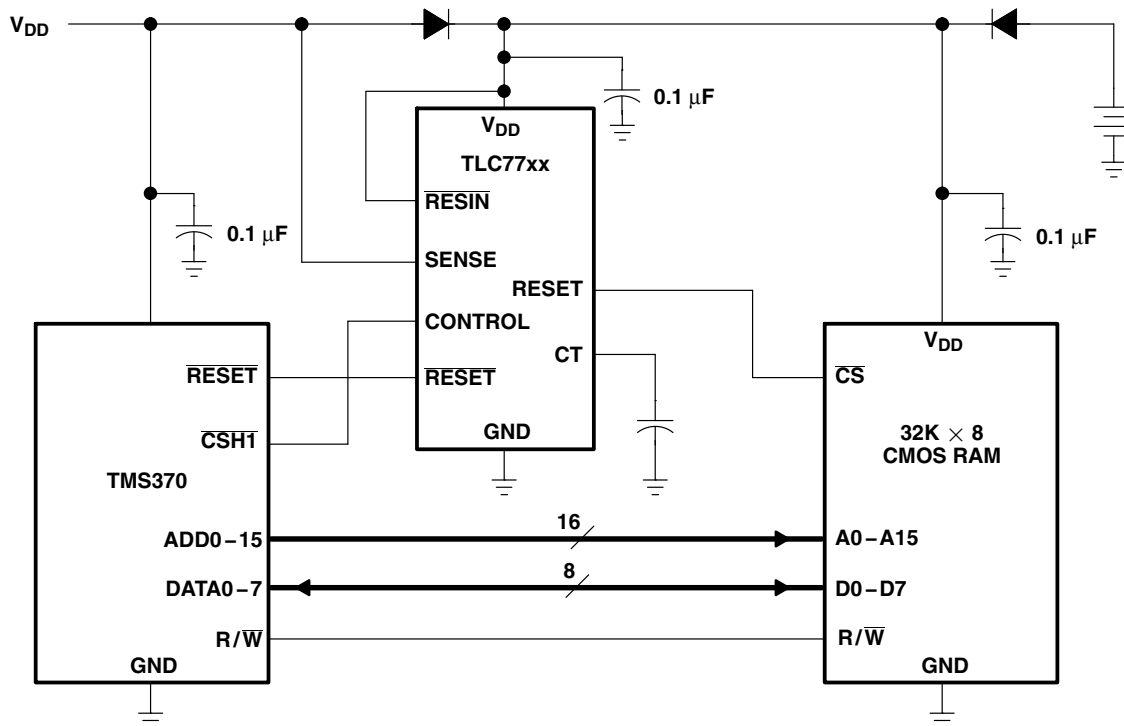 VDD
0.1 µF
VDD
TLC77xx
RESIN
0.1 µF
0.1 µF
SENSE
RESET
CONTROL
VDD
CT
RESET
RESET
CS
CSH1
GND
32K × 8
CMOS RAM
TMS370
16
ADD0–15
A0–A15
8
DATA0–7
D0–D7
R/W
R/W
GND
GND